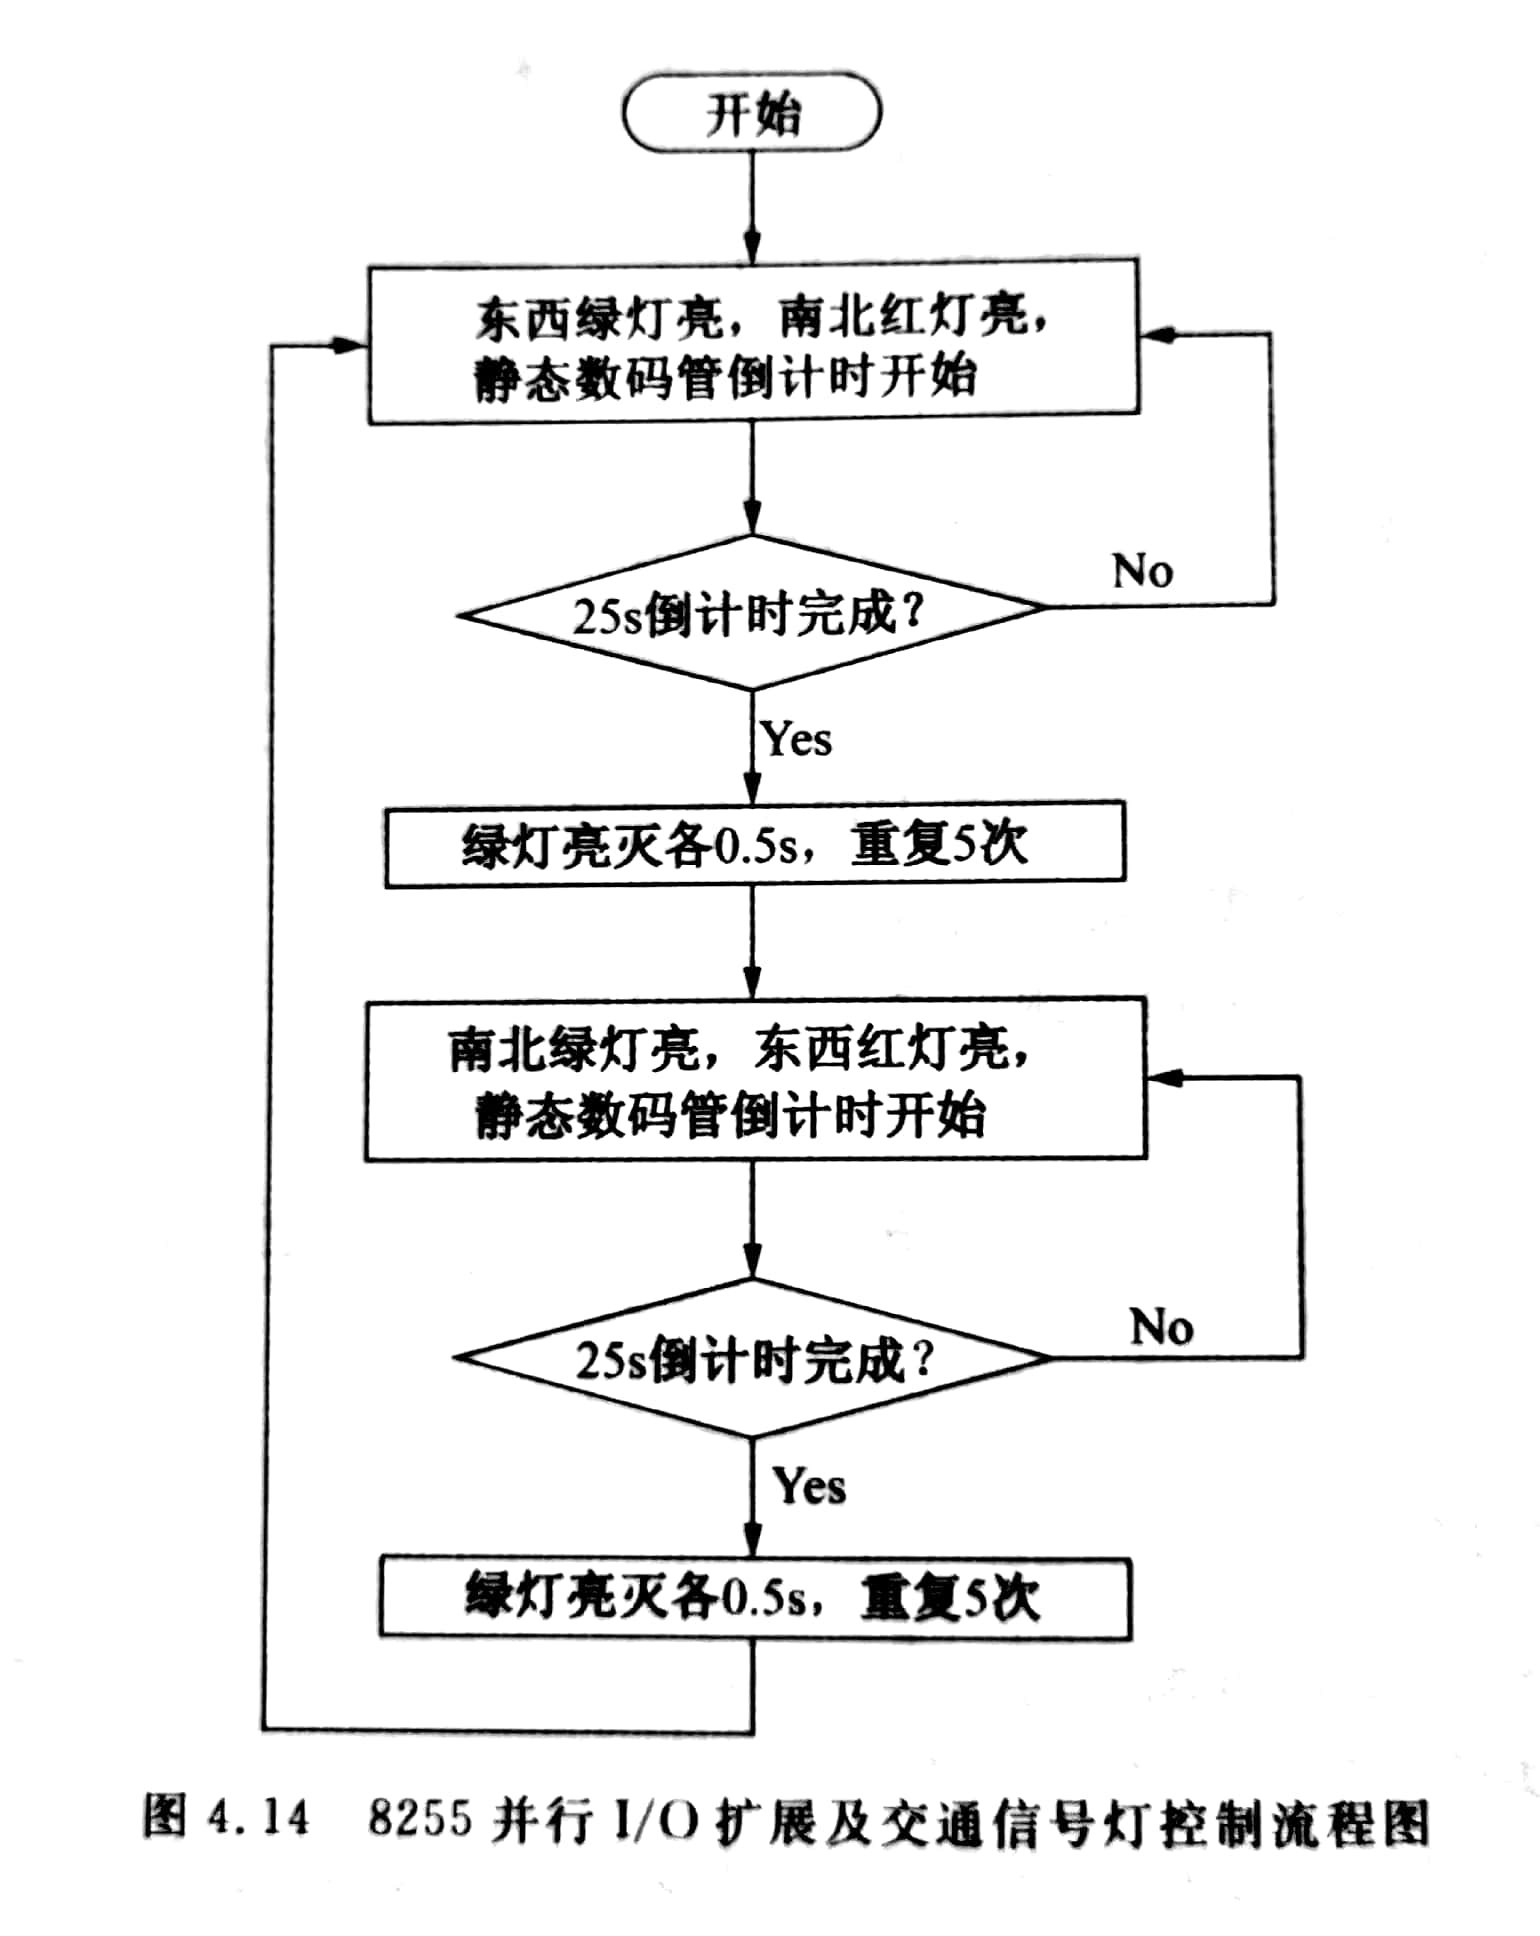 开始
东西绿灯亮，南北红灯亮，
静态数码管倒计时开始
25s倒计时完成？
No
Yes
绿灯亮灭各0.5s，重复5次
南北绿灯亮，东西红灯亮，
静态数码管倒计时开始
25s倒计时完成？
No
Yes
绿灯亮灭各0.5s，重复5次
图 4.14 8255 并行 I/O 扩展及交通信号灯控制流程图